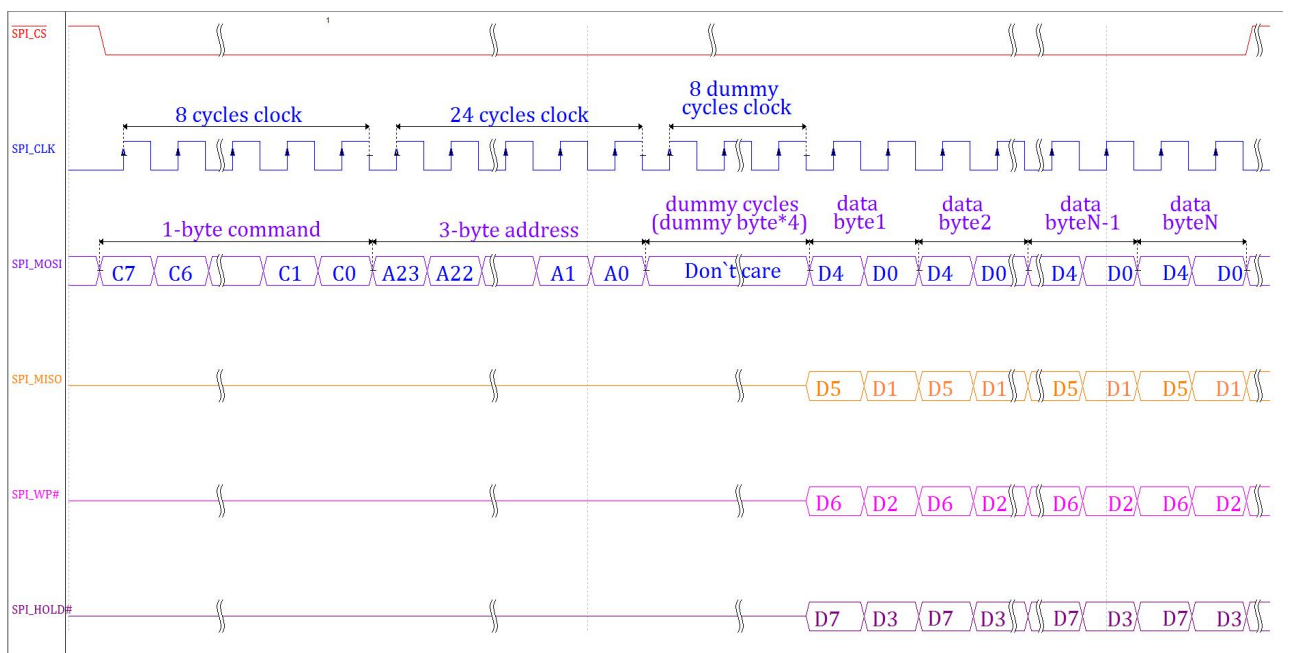 1
SPI_CS
8 cycles clock
24 cycles clock
8 dummy
cycles clock
SPI_CLK
1-byte command
3-byte address
dummy cycles
(dummy byte*4)
data
byte1
data
byte2
data
byteN-1
data
byteN
SPI_MOSI C7 C6 C1 C0 A23 A22 A1 A0 Don`t care D4 D0 D4 D0 D4 D0 D4 D0
SPI_MISO D5 D1 D5 D1 D5 D1 D5 D1
SPI_WP# D6 D2 D6 D2 D6 D2 D6 D2
SPI_HOLD# D7 D3 D7 D3 D7 D3 D7 D3